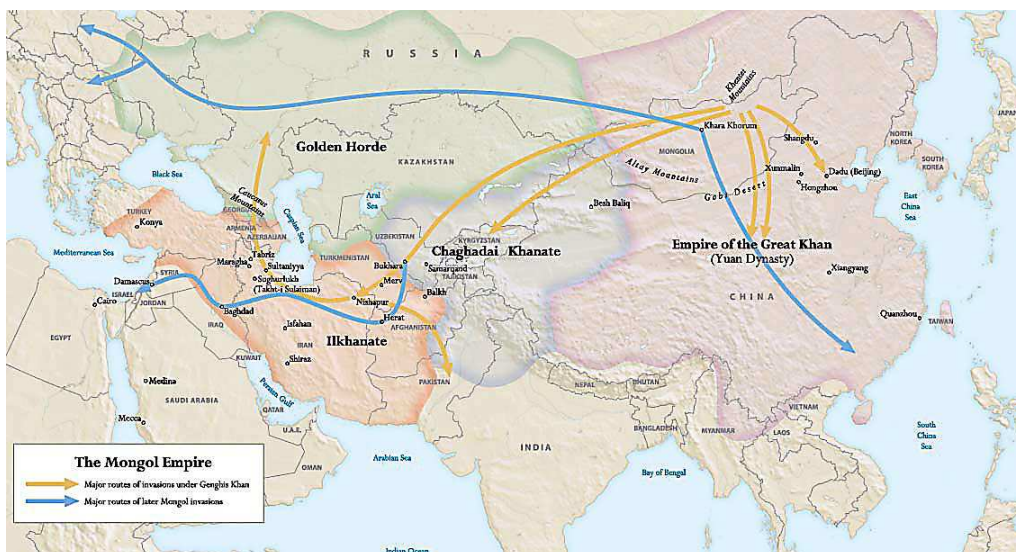 RUSSIA
Khentei
Mountains
Golden Horde
KAZAKHSTAN
Khara Khorum
MONGOLIA
Shangdu
NORTH
KOREA
SOUTH
KOREA
JAPAN
Altay Mountains
Gobi Desert
Xunmalin
Hongzhou
Dadu (Beijing)
Black Sea
Caucasus
Mountains
Caspian Sea
Aral
Sea
Besh Baliq
East
China
Sea
TURKEY
Konya
GEORGIA
ARMENIA
AZERBAIJAN
UZBEKISTAN
KYRGYZSTAN
Chaghadai Khanate
Empire of the Great Khan
(Yuan Dynasty)
Mediterranean Sea
Tabriz
Maragha
Sultaniyya
Soghurlukh
(Takht-i Sulaiman)
TURKMENISTAN
Bukhara
Samarqand
TAJIKISTAN
Merv
Balkh
Xiangyang
CHINA
SYRIA
Damascus
ISRAEL
JORDAN
Cairo
Baghdad
IRAQ
Nishapur
Herat
AFGHANISTAN
Quanzhou
TAIWAN
EGYPT
Isfahan
IRAN
Ilkhanate
KUWAIT
Shiraz
Persian Gulf
PAKISTAN
NEPAL
BHUTAN
Medina
SAUDI ARABIA
Mecca
QATAR
U.A.E.
OMAN
INDIA
BANGLADESH
MYANMAR
VIETNAM
LAOS
South
China
Sea
Arabian Sea
Bay of Bengal
Indian Ocean
The Mongol Empire
Major routes of invasions under Genghis Khan
Major routes of later Mongol invasions